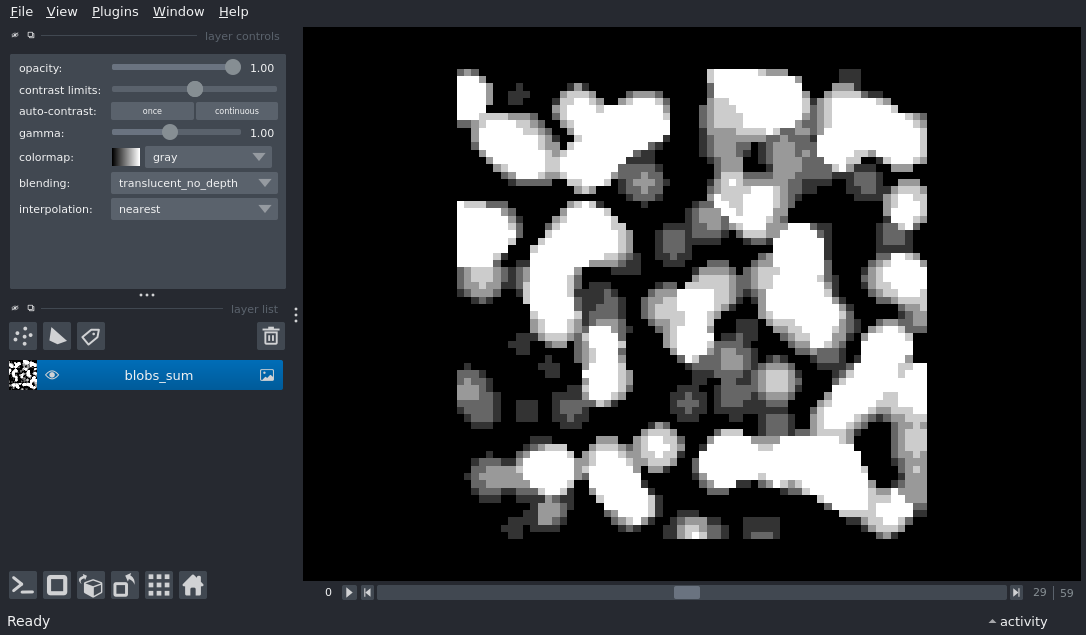 File View Plugins Window Help
layer controls
opacity: 1.00
contrast limits:
auto-contrast: once continuous
gamma: 1.00
colormap: gray
blending: translucent_no_depth
interpolation: nearest
layer list
blobs_sum
0 29 59
Ready activity